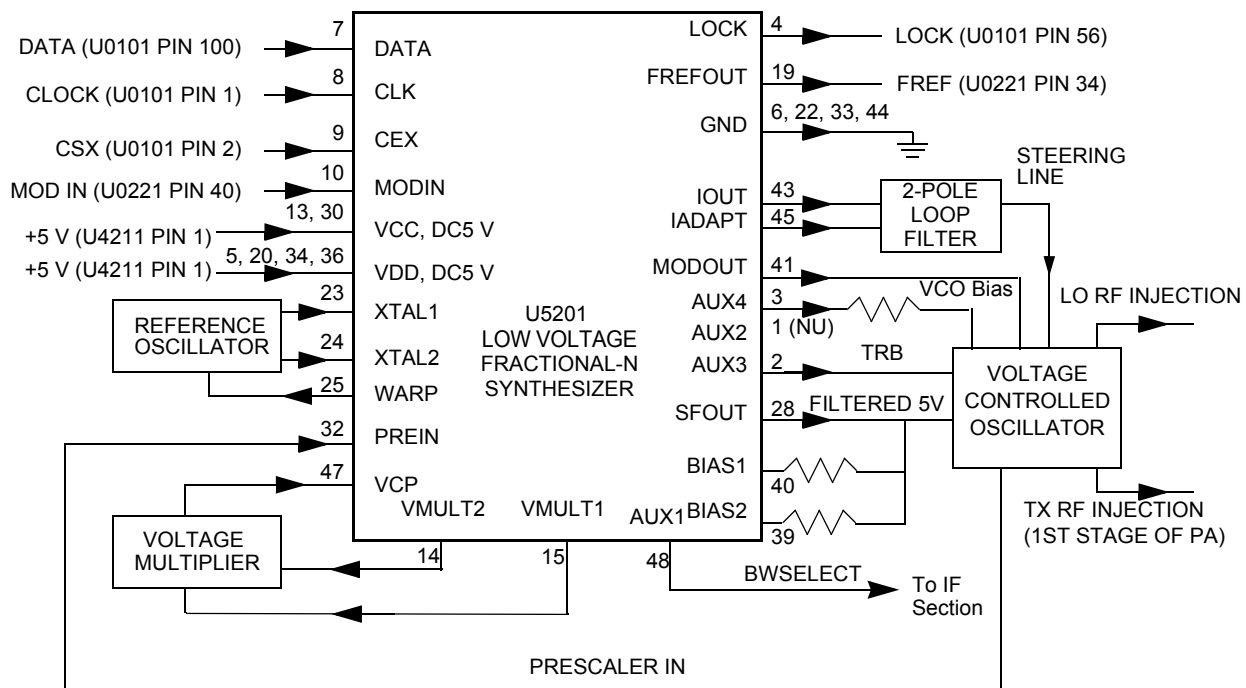 DATA (U0101 PIN 100)
7
DATA
CLOCK (U0101 PIN 1)
8
CLK
CSX (U0101 PIN 2)
9
CEX
MOD IN (U0221 PIN 40)
10
MODIN
+5 V (U4211 PIN 1)
13, 30
VCC, DC5 V
+5 V (U4211 PIN 1)
5, 20, 34, 36
VDD, DC5 V
REFERENCE
OSCILLATOR
23
XTAL1
24
XTAL2
25
WARP
32
PREIN
47
VCP
VOLTAGE
MULTIPLIER
VMULT2
14
VMULT1
15
U5201
LOW VOLTAGE
FRACTIONAL-N
SYNTHESIZER
LOCK
4
LOCK (U0101 PIN 56)
FREFOUT
19
FREF (U0221 PIN 34)
GND
6, 22, 33, 44
IOUT
43
IADAPT
45
2-POLE
LOOP
FILTER
STEERING
LINE
MODOUT
41
AUX4
3
VCO Bias
AUX2
1 (NU)
AUX3
2
TRB
SFOUT
28
FILTERED 5V
BIAS1
40
BIAS2
39
AUX1
48
BWSELECT
To IF
Section
LO RF INJECTION
VOLTAGE
CONTROLLED
OSCILLATOR
TX RF INJECTION
(1ST STAGE OF PA)
PRESCALER IN